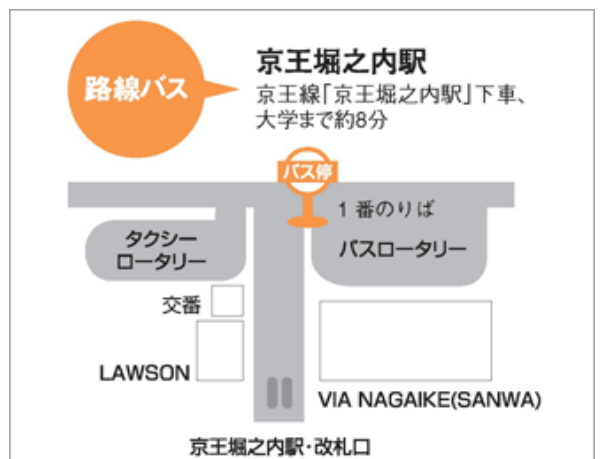 路線バス
京王堀之内駅
京王線「京王堀之内駅」下車、
大学まで約8分
バス停
1番のりば
タクシー
ロータリー
バスロータリー
交番
LAWSON
VIA NAGAIKE(SANWA)
京王堀之内駅・改札口